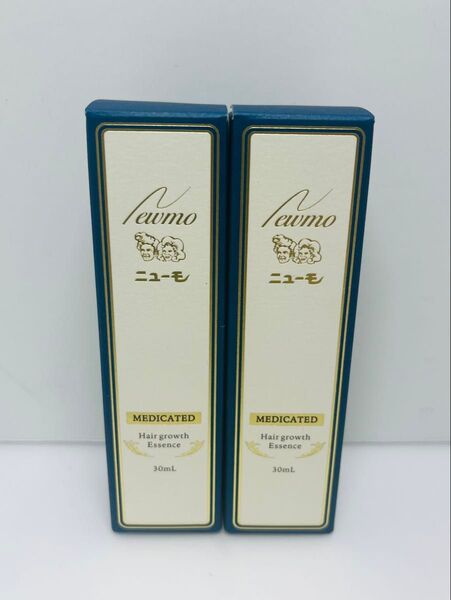 Newmo
ニューモ
MEDICATED
Hair growth
Essence
30mL
Newmo
ニューモ
MEDICATED
Hair growth
Essence
30mL